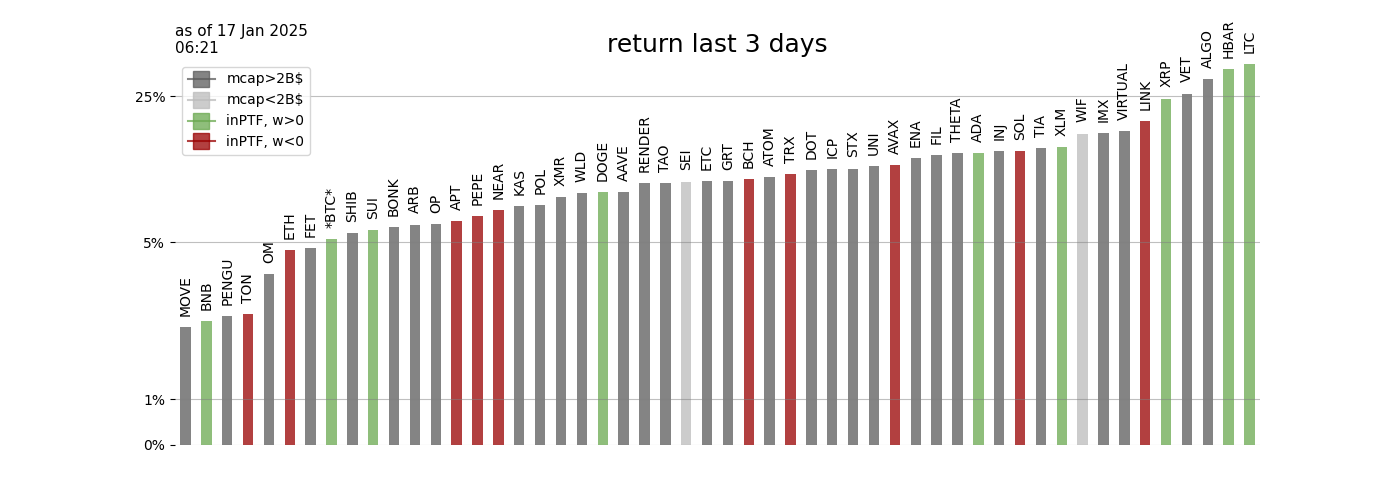 as of 17 Jan 2025
06:21
return last 3 days
mcap>2B$
mcap<2B$
inPTF, w>0
inPTF, w<0
25%
5%
1%
0%
MOVE
BNB
PENGU
TON
OM
ETH
FET
*BTC*
SHIB
SUI
BONK
ARB
OP
APT
PEPE
NEAR
KAS
POL
XMR
WLD
DOGE
AAVE
RENDER
TAO
SEI
ETC
GRT
BCH
ATOM
TRX
DOT
ICP
STX
UNI
AVAX
ENA
FIL
THETA
ADA
INJ
SOL
TIA
XLM
WIF
IMX
VIRTUAL
LINK
XRP
VET
ALGO
HBAR
LTC